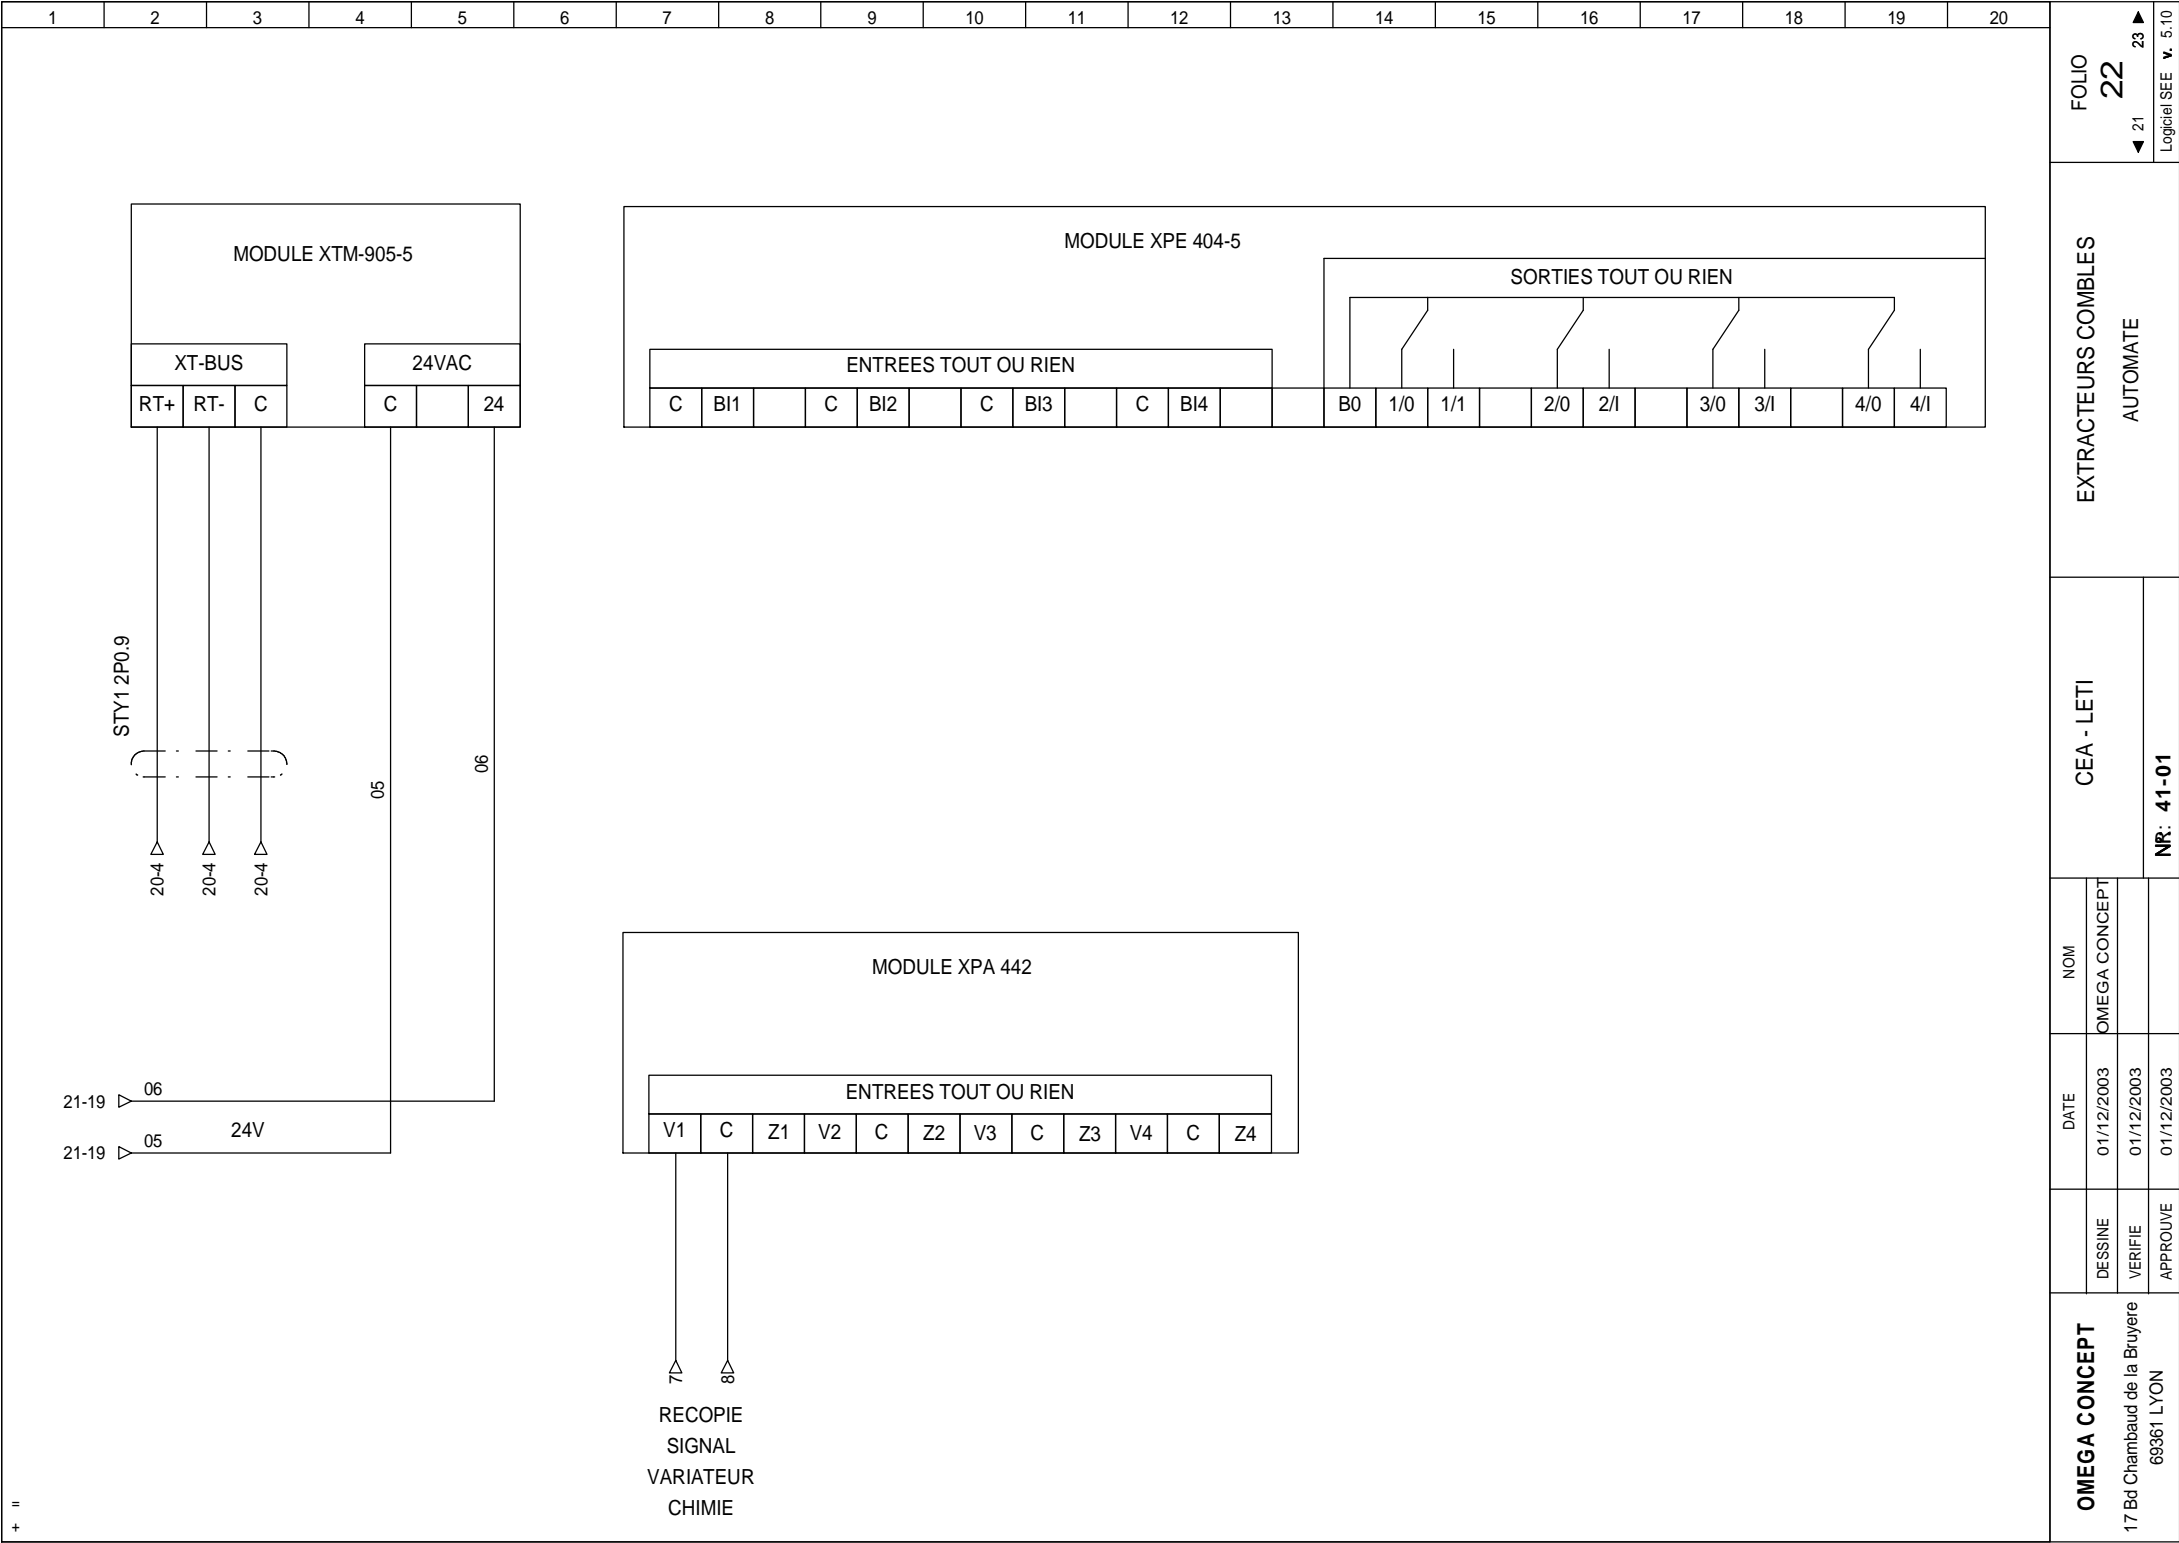 1 2 3 4 5 6 7 8 9 10 11 12 13 14 15 16 17 18 19 20
MODULE XTM-905-5
XT-BUS
24VAC
RT+ RT- C
C 24
MODULE XPE 404-5
SORTIES TOUT OU RIEN
ENTREES TOUT OU RIEN
C BI1 C BI2 C BI3 C BI4
B0 1/0 1/1 2/0 2/I 3/0 3/I 4/0 4/I
STY1 2P0.9
05
06
20-4 20-4 20-4
21-19 06
24V
21-19 05
MODULE XPA 442
ENTREES TOUT OU RIEN
V1 C Z1 V2 C Z2 V3 C Z3 V4 C Z4
7 8
RECOPIE
SIGNAL
VARIATEUR
CHIMIE
=
+
FOLIO
22
21 23
Logiciel SEE v. 5.10
EXTRACTEURS COMBLES
AUTOMATE
CEA - LETI
41-01
DATE NOM
DESSINE 01/12/2003 OMEGA CONCEPT
VERIFIE 01/12/2003
APPROUVE 01/12/2003
OMEGA CONCEPT
17 Bd Chambaud de la Bruyere
69361 LYON